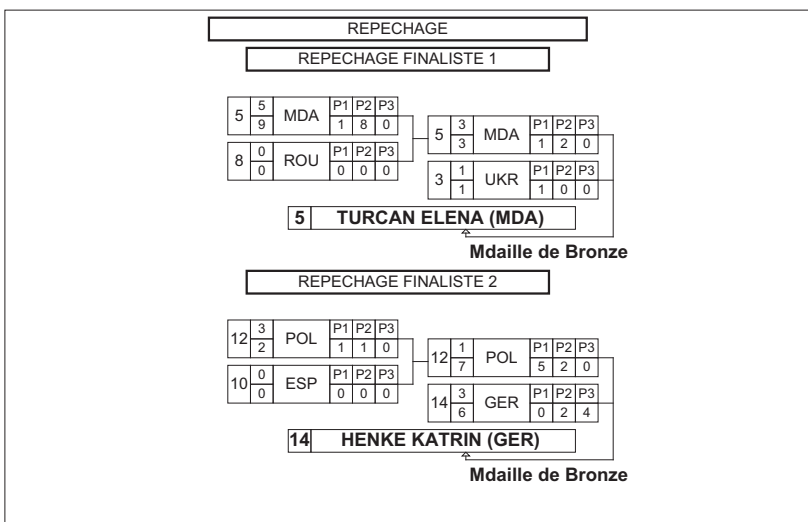 REPECHAGE
REPECHAGE FINALISTE 1
5 5 9 MDA P1 P2 P3 1 8 0
8 0 0 ROU P1 P2 P3 0 0 0
5 3 3 MDA P1 P2 P3 1 2 0
3 1 1 UKR P1 P2 P3 1 0 0
5 TURCAN ELENA (MDA)
Mdaille de Bronze
REPECHAGE FINALISTE 2
12 3 2 POL P1 P2 P3 1 1 0
10 0 0 ESP P1 P2 P3 0 0 0
12 1 7 POL P1 P2 P3 5 2 0
14 3 6 GER P1 P2 P3 0 2 4
14 HENKE KATRIN (GER)
Mdaille de Bronze